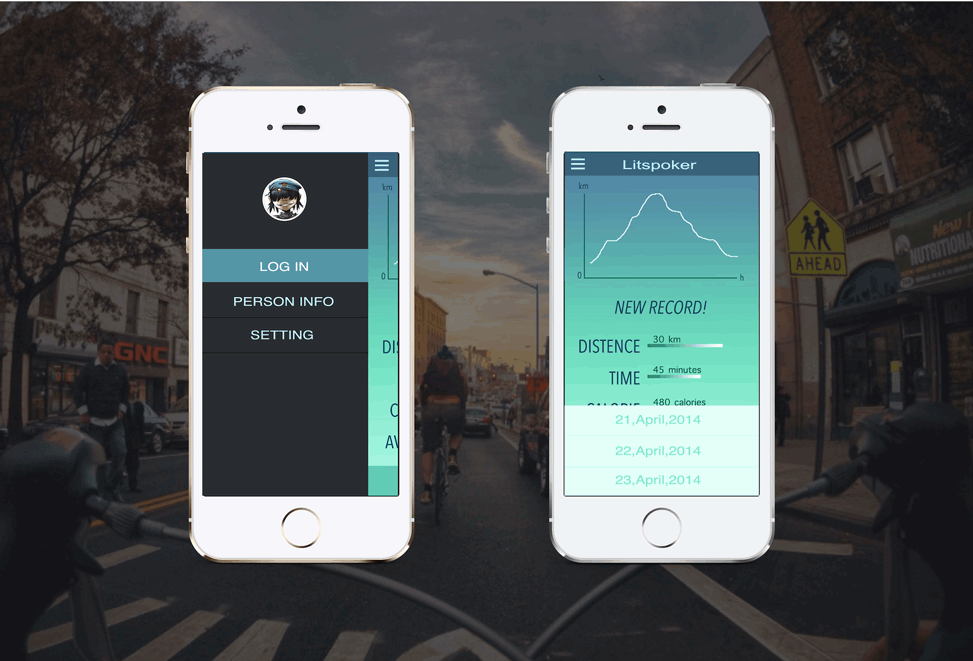 LOG IN
PERSON INFO
SETTING
km
0
DIS
C
AV
Litspoker
km
0
h
NEW RECORD!
DISTENCE 30 km
TIME 45 minutes
CALORIE 480 calories
21,April,2014
22,April,2014
23,April,2014
GNC
New
NUTRITION
AHEAD